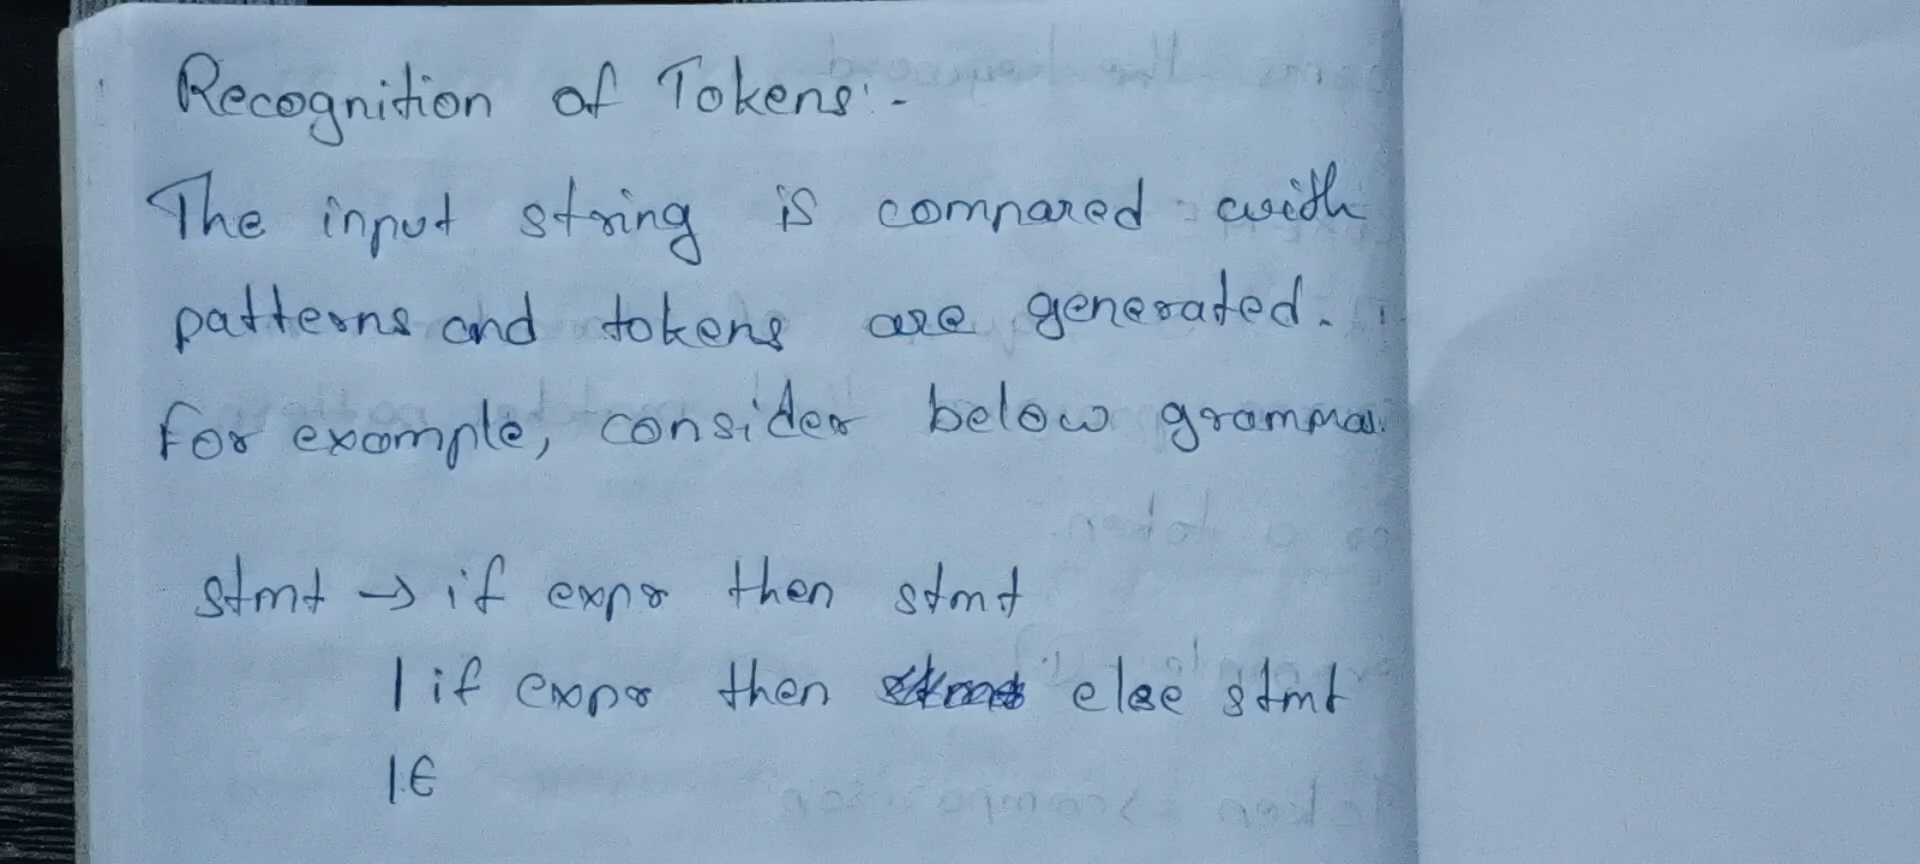 Recognition of Tokens:-
The input string is compared with
patterns and tokens are generated.
For example, consider below grammar
stmt → if expr then stmt
| if expr then stmt else stmt
| ϵ